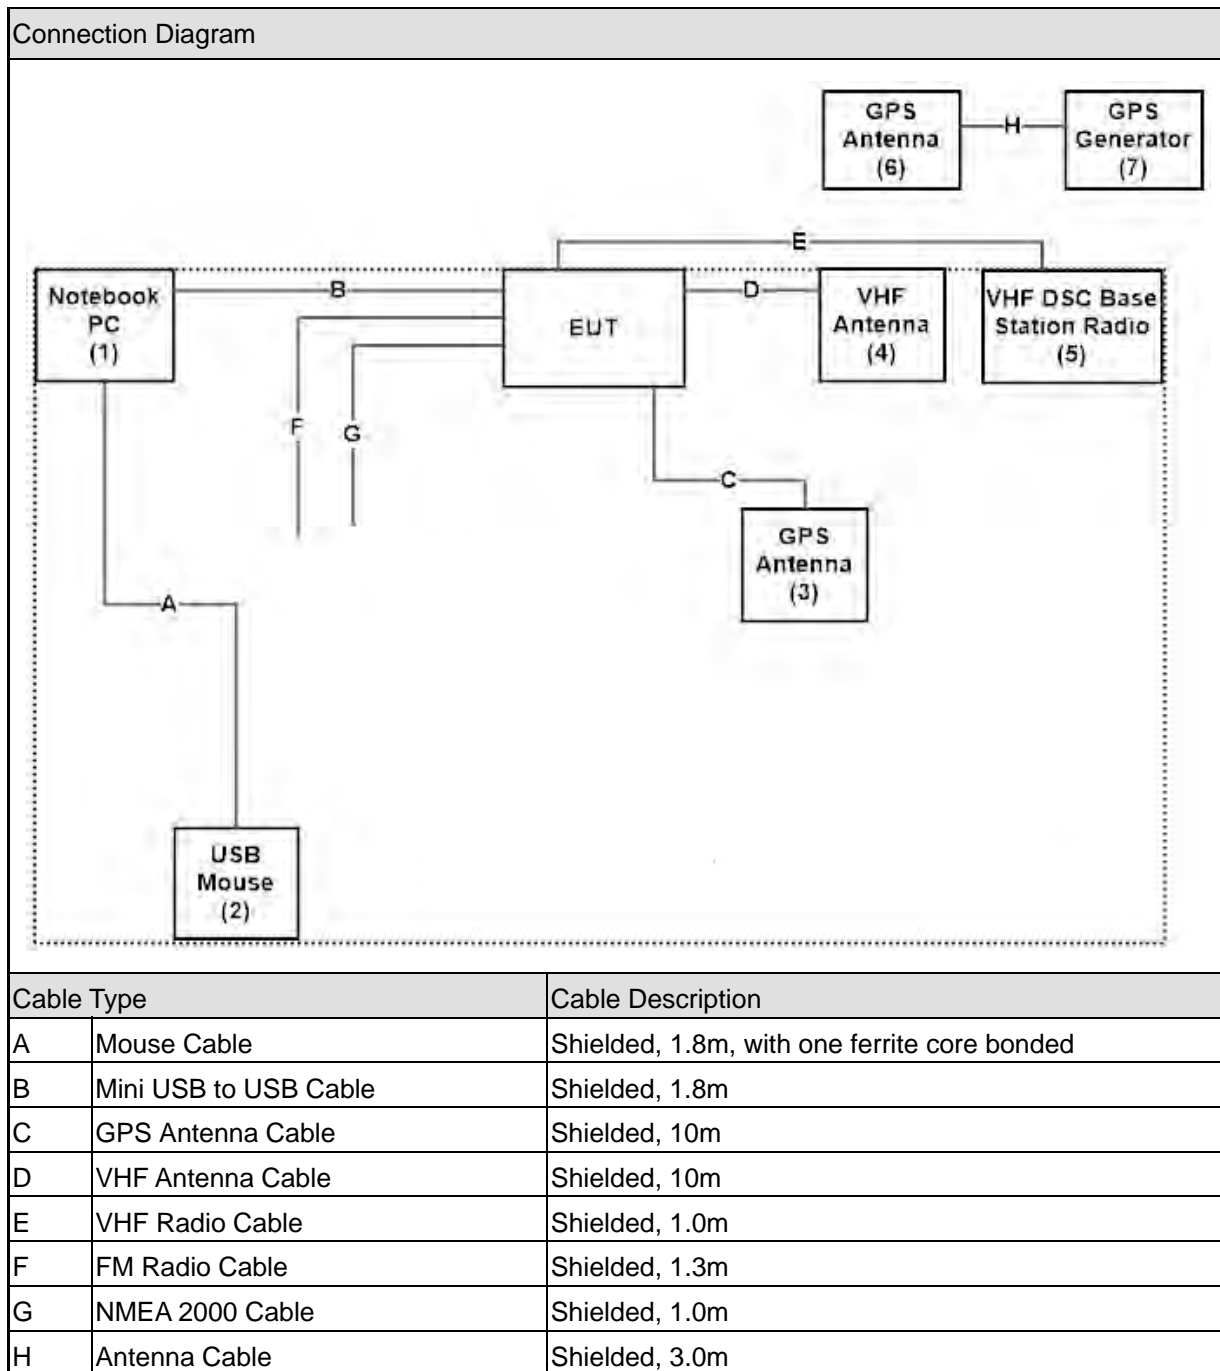 Connection Diagram
GPS
Antenna
(6)
H
GPS
Generator
(7)
E
Notebook
PC
(1)
B
EUT
D
VHF
Antenna
(4)
VHF DSC Base
Station Radio
(5)
F
G
C
GPS
Antenna
(3)
A
USB
Mouse
(2)
Cable Type Cable Description
A Mouse Cable Shielded, 1.8m, with one ferrite core bonded
B Mini USB to USB Cable Shielded, 1.8m
C GPS Antenna Cable Shielded, 10m
D VHF Antenna Cable Shielded, 10m
E VHF Radio Cable Shielded, 1.0m
F FM Radio Cable Shielded, 1.3m
G NMEA 2000 Cable Shielded, 1.0m
H Antenna Cable Shielded, 3.0m